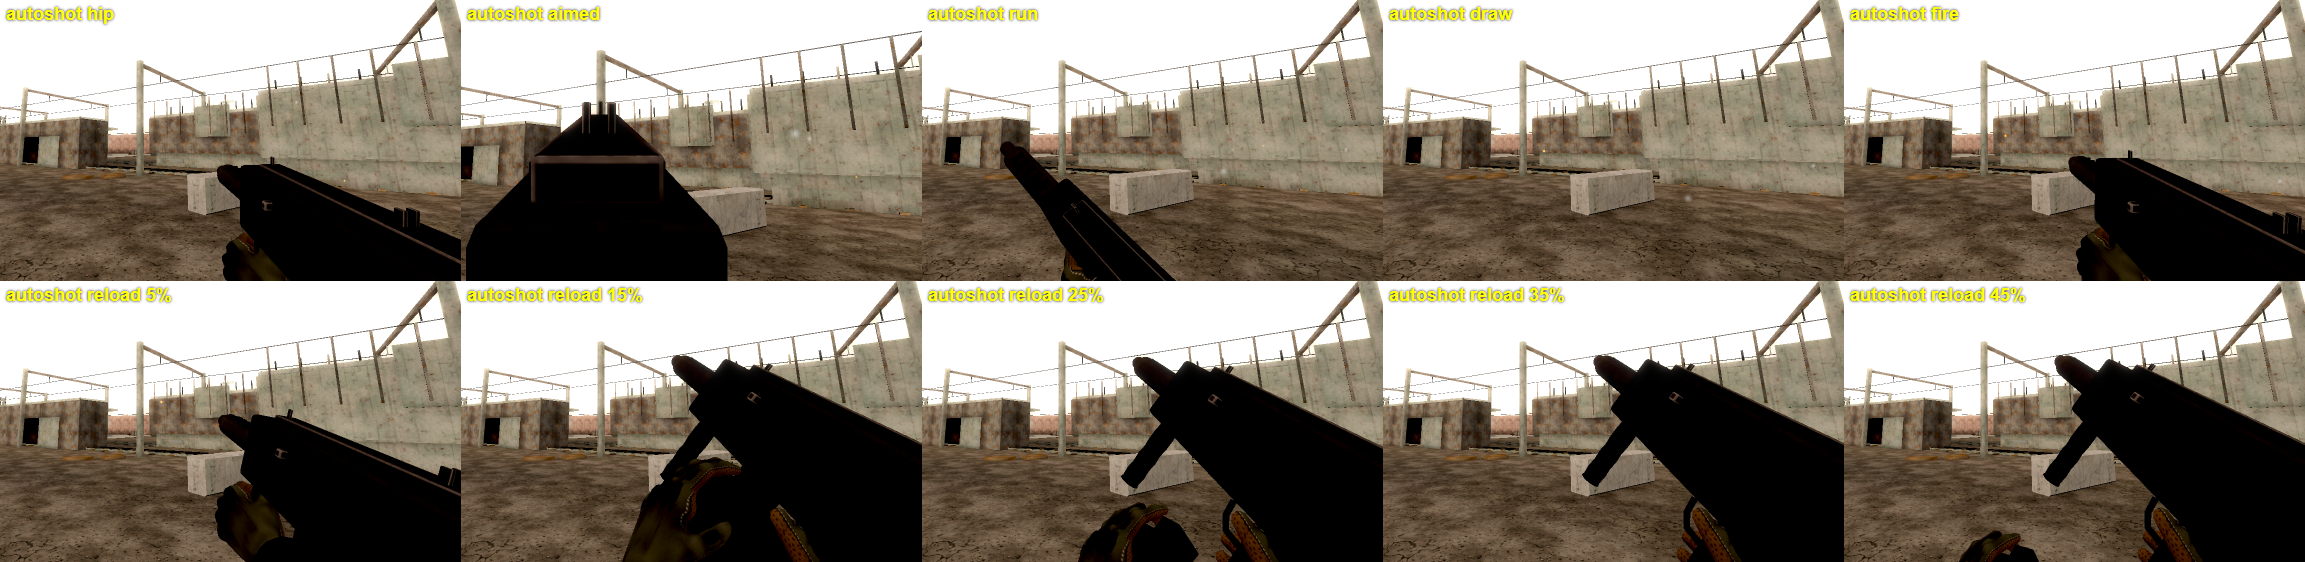 autoshot hip
autoshot aimed
autoshot run
autoshot draw
autoshot fire
autoshot reload 5%
autoshot reload 15%
autoshot reload 25%
autoshot reload 35%
autoshot reload 45%